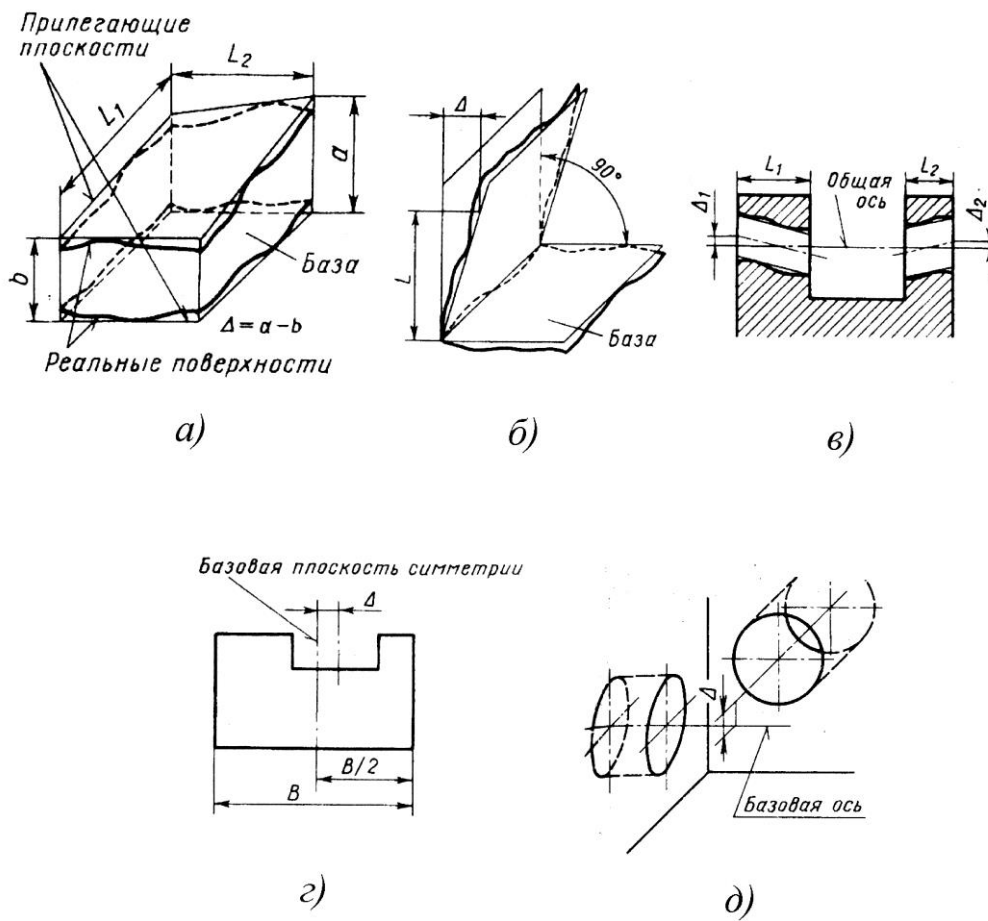 Прилегающие
плоскости
L₁
L₂
a
b
База
Δ = a − b
Реальные поверхности
а)
Δ
90°
L
База
б)
L₁
Общая
ось
L₂
Δ₁
Δ₂
в)
Базовая плоскость симметрии
Δ
B/2
B
г)
Δ
Базовая ось
д)